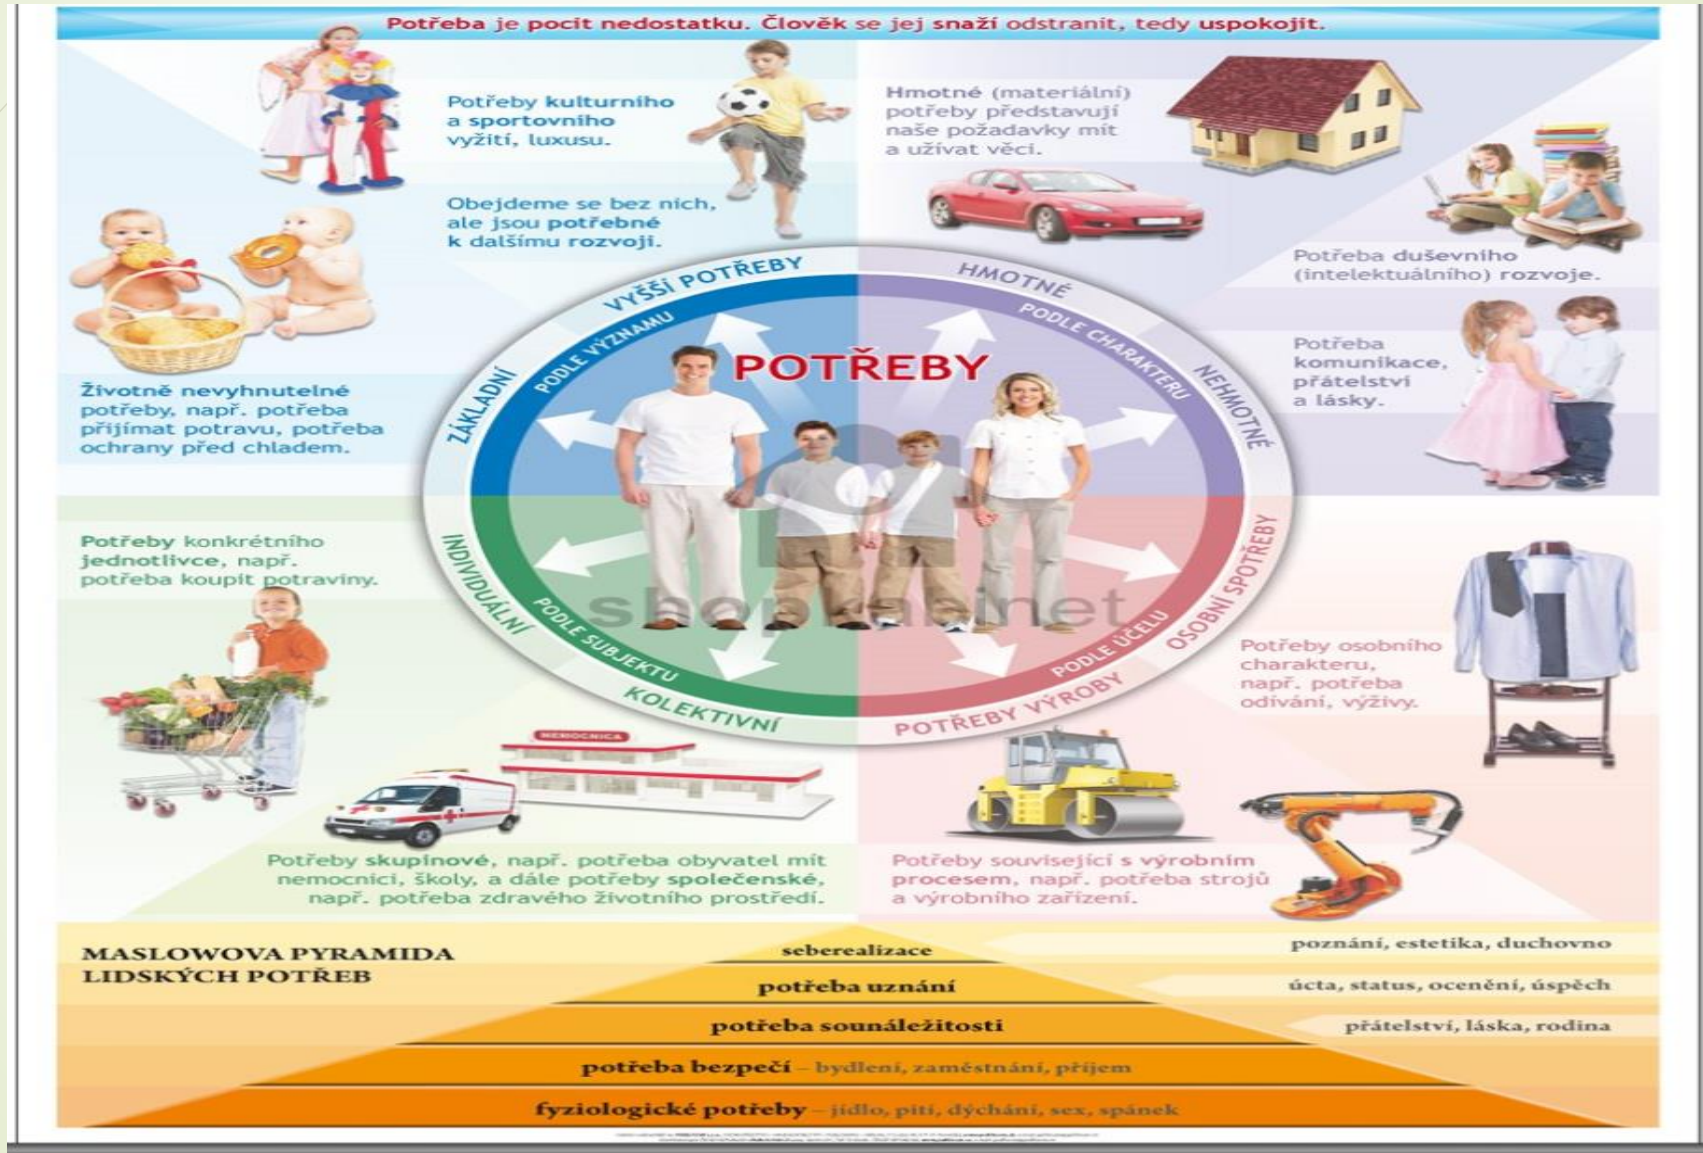 Potřeba je pocit nedostatku. Člověk se jej snaží odstranit, tedy uspokojit.
Potřeby kulturního
a sportovního
vyžití, luxusu.
Obejdeme se bez nich,
ale jsou potřebné
k dalšímu rozvoji.
Hmotné (materiální)
potřeby představují
naše požadavky mít
a užívat věci.
Potřeba duševního
(intelektuálního) rozvoje.
Potřeba
komunikace,
přátelství
a lásky.
Životně nevyhnutelné
potřeby, např. potřeba
přijímat potravu, potřeba
ochrany před chladem.
VYŠŠÍ POTŘEBY
HMOTNÉ
PODLE VÝZNAMU
PODLE CHARAKTERU
ZÁKLADNÍ
NEHMOTNÉ
POTŘEBY
INDIVIDUÁLNÍ
OSOBNÍ SPOTŘEBY
PODLE SUBJEKTU
PODLE ÚČELU
KOLEKTIVNÍ
POTŘEBY VÝROBY
Potřeby konkrétního
jednotlivce, např.
potřeba koupit potraviny.
Potřeby osobního
charakteru,
např. potřeba
odívání, výživy.
NEMOCNICA
Potřeby skupinové, např. potřeba obyvatel mít
nemocnici, školy, a dále potřeby společenské,
např. potřeba zdravého životního prostředí.
Potřeby související s výrobním
procesem, např. potřeba strojů
a výrobního zařízení.
MASLOWOVA PYRAMIDA
LIDSKÝCH POTŘEB
seberealizace
poznání, estetika, duchovno
potřeba uznání
úcta, status, ocenění, úspěch
potřeba sounáležitosti
přátelství, láska, rodina
potřeba bezpečí – bydlení, zaměstnání, příjem
fyziologické potřeby – jídlo, pití, dýchání, sex, spánek